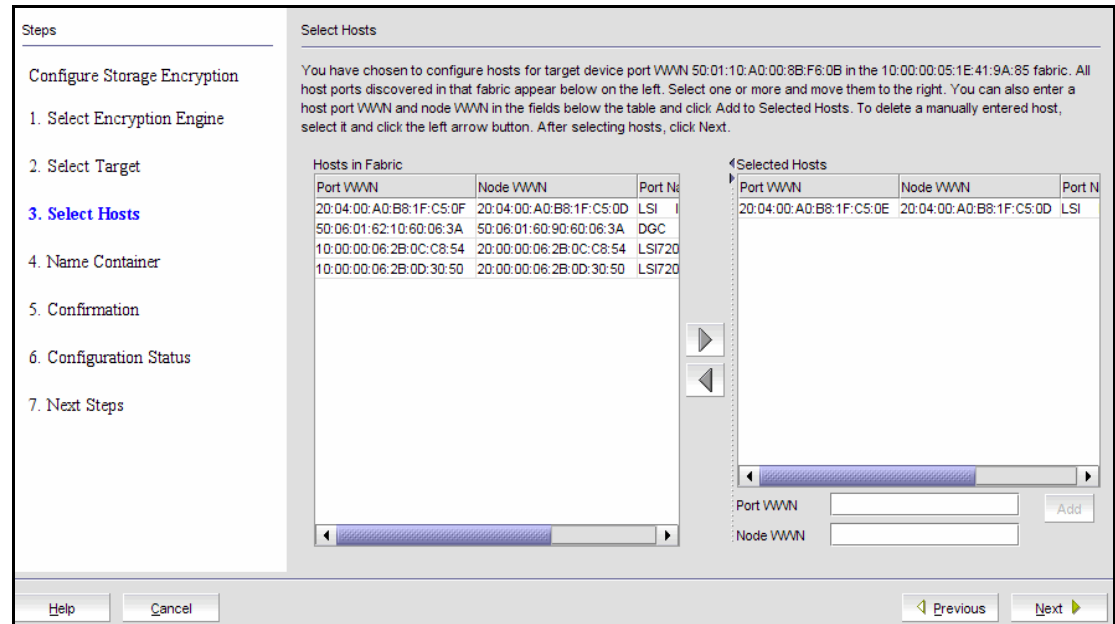 Steps
Configure Storage Encryption
1. Select Encryption Engine
2. Select Target
3. Select Hosts
4. Name Container
5. Confirmation
6. Configuration Status
7. Next Steps
Select Hosts
You have chosen to configure hosts for target device port WWN 50:01:10:A0:00:8B:F6:0B in the 10:00:00:05:1E:41:9A:85 fabric. All
host ports discovered in that fabric appear below on the left. Select one or more and move them to the right. You can also enter a
host port WWN and node WWN in the fields below the table and click Add to Selected Hosts. To delete a manually entered host,
select it and click the left arrow button. After selecting hosts, click Next.
Hosts in Fabric
Port WWN Node WWN Port Na
20:04:00:A0:B8:1F:C5:0F 20:04:00:A0:B8:1F:C5:0D LSI I
50:06:01:62:10:60:06:3A 50:06:01:60:90:60:06:3A DGC
10:00:00:06:2B:0C:C8:54 20:00:00:06:2B:0C:C8:54 LSI720
10:00:00:06:2B:0D:30:50 20:00:00:06:2B:0D:30:50 LSI720
Selected Hosts
Port WWN Node WWN Port N
20:04:00:A0:B8:1F:C5:0E 20:04:00:A0:B8:1F:C5:0D LSI
Port WWN
Add
Node WWN
Help Cancel Previous Next